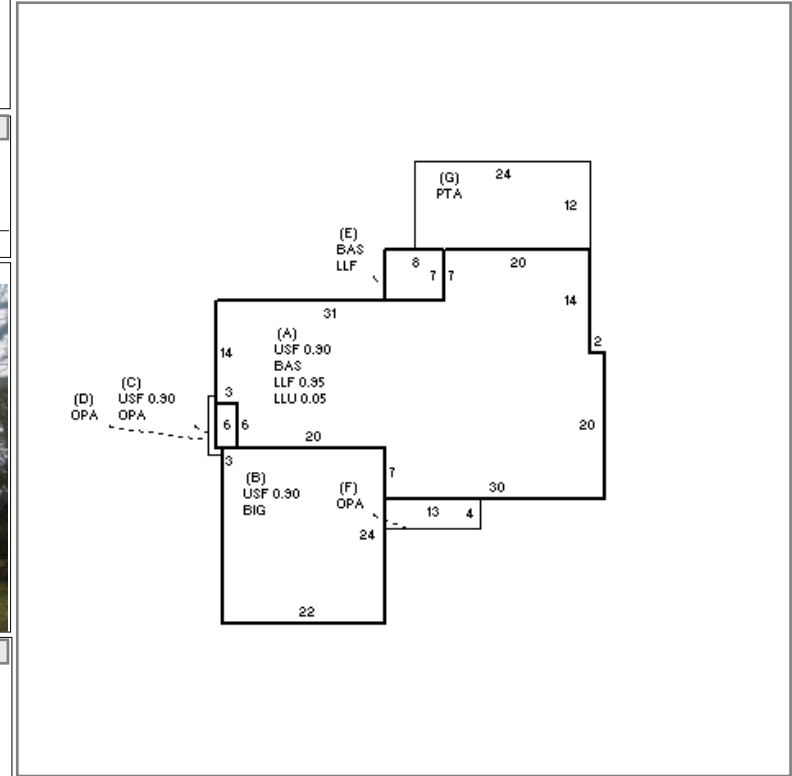 (G)
PTA
24
12
(E)
BAS
LLF
8
7
7
20
14
31
2
(A)
USF 0.90
BAS
LLF 0.95
LLU 0.05
14
3
(D)
OPA
(C)
USF 0.90
OPA
6
6
20
20
3
7
(B)
USF 0.90
BIG
(F)
OPA
30
13
4
24
22